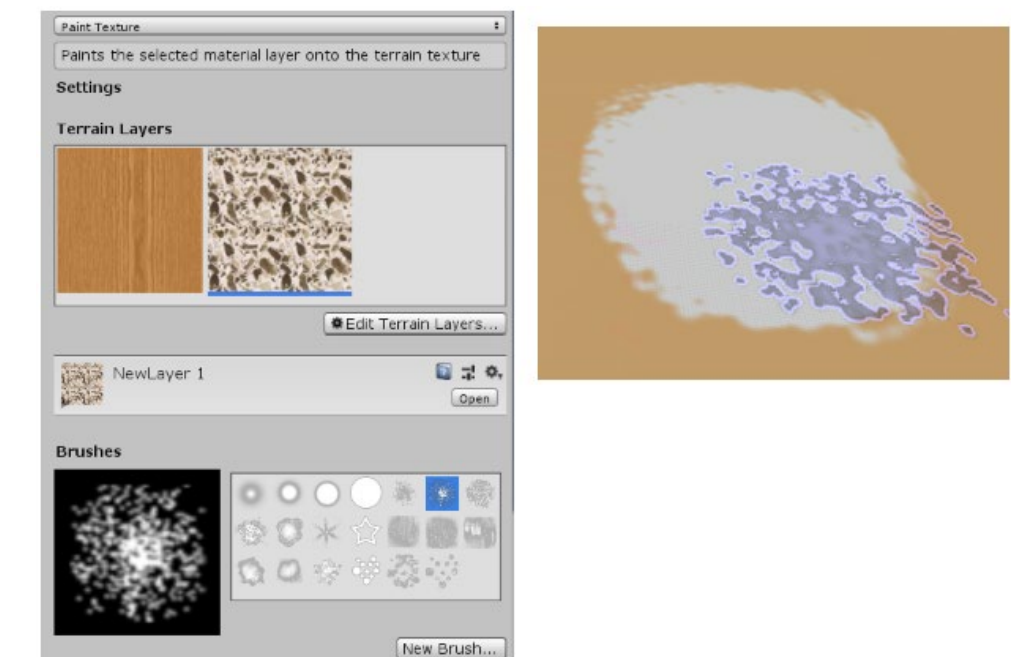 Paint Texture
Paints the selected material layer onto the terrain texture
Settings
Terrain Layers
Edit Terrain Layers...
NewLayer 1
Open
Brushes
New Brush...